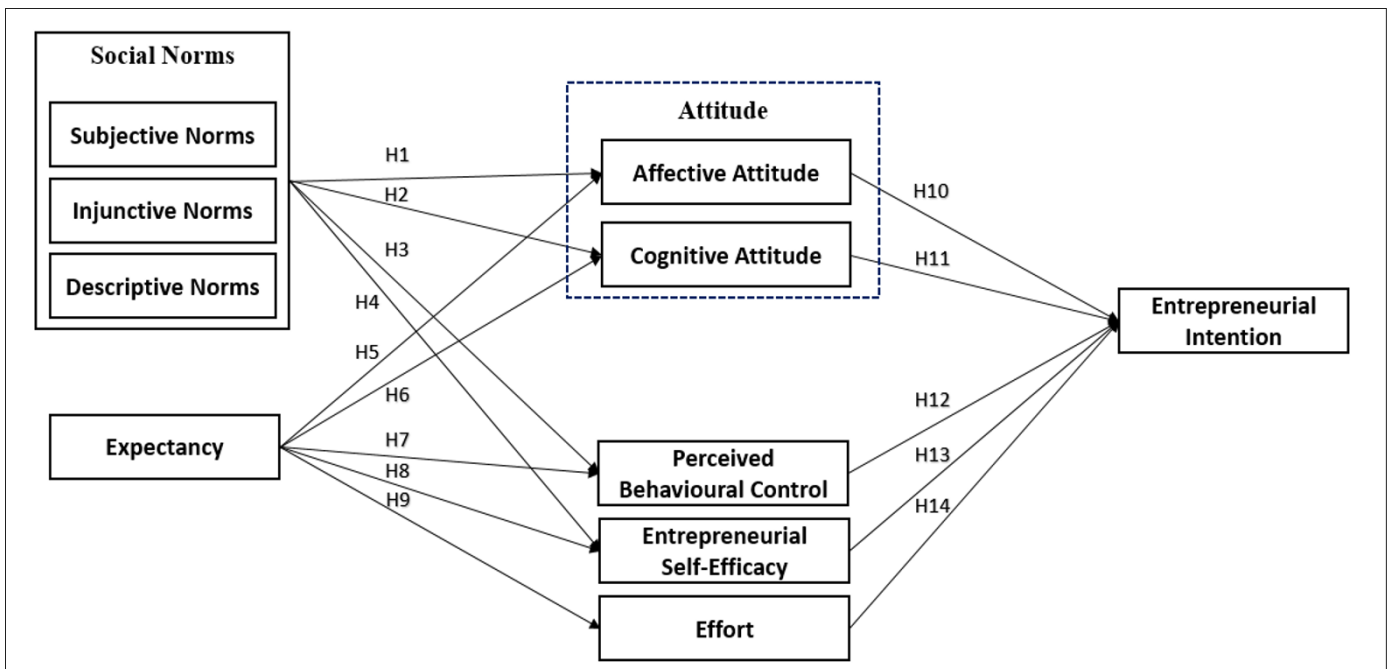 Social Norms
Subjective Norms
Injunctive Norms
Descriptive Norms
Expectancy
H1
H2
H3
H4
H5
H6
H7
H8
H9
Attitude
Affective Attitude
Cognitive Attitude
Perceived
Behavioural Control
Entrepreneurial
Self-Efficacy
Effort
H10
H11
H12
H13
H14
Entrepreneurial
Intention